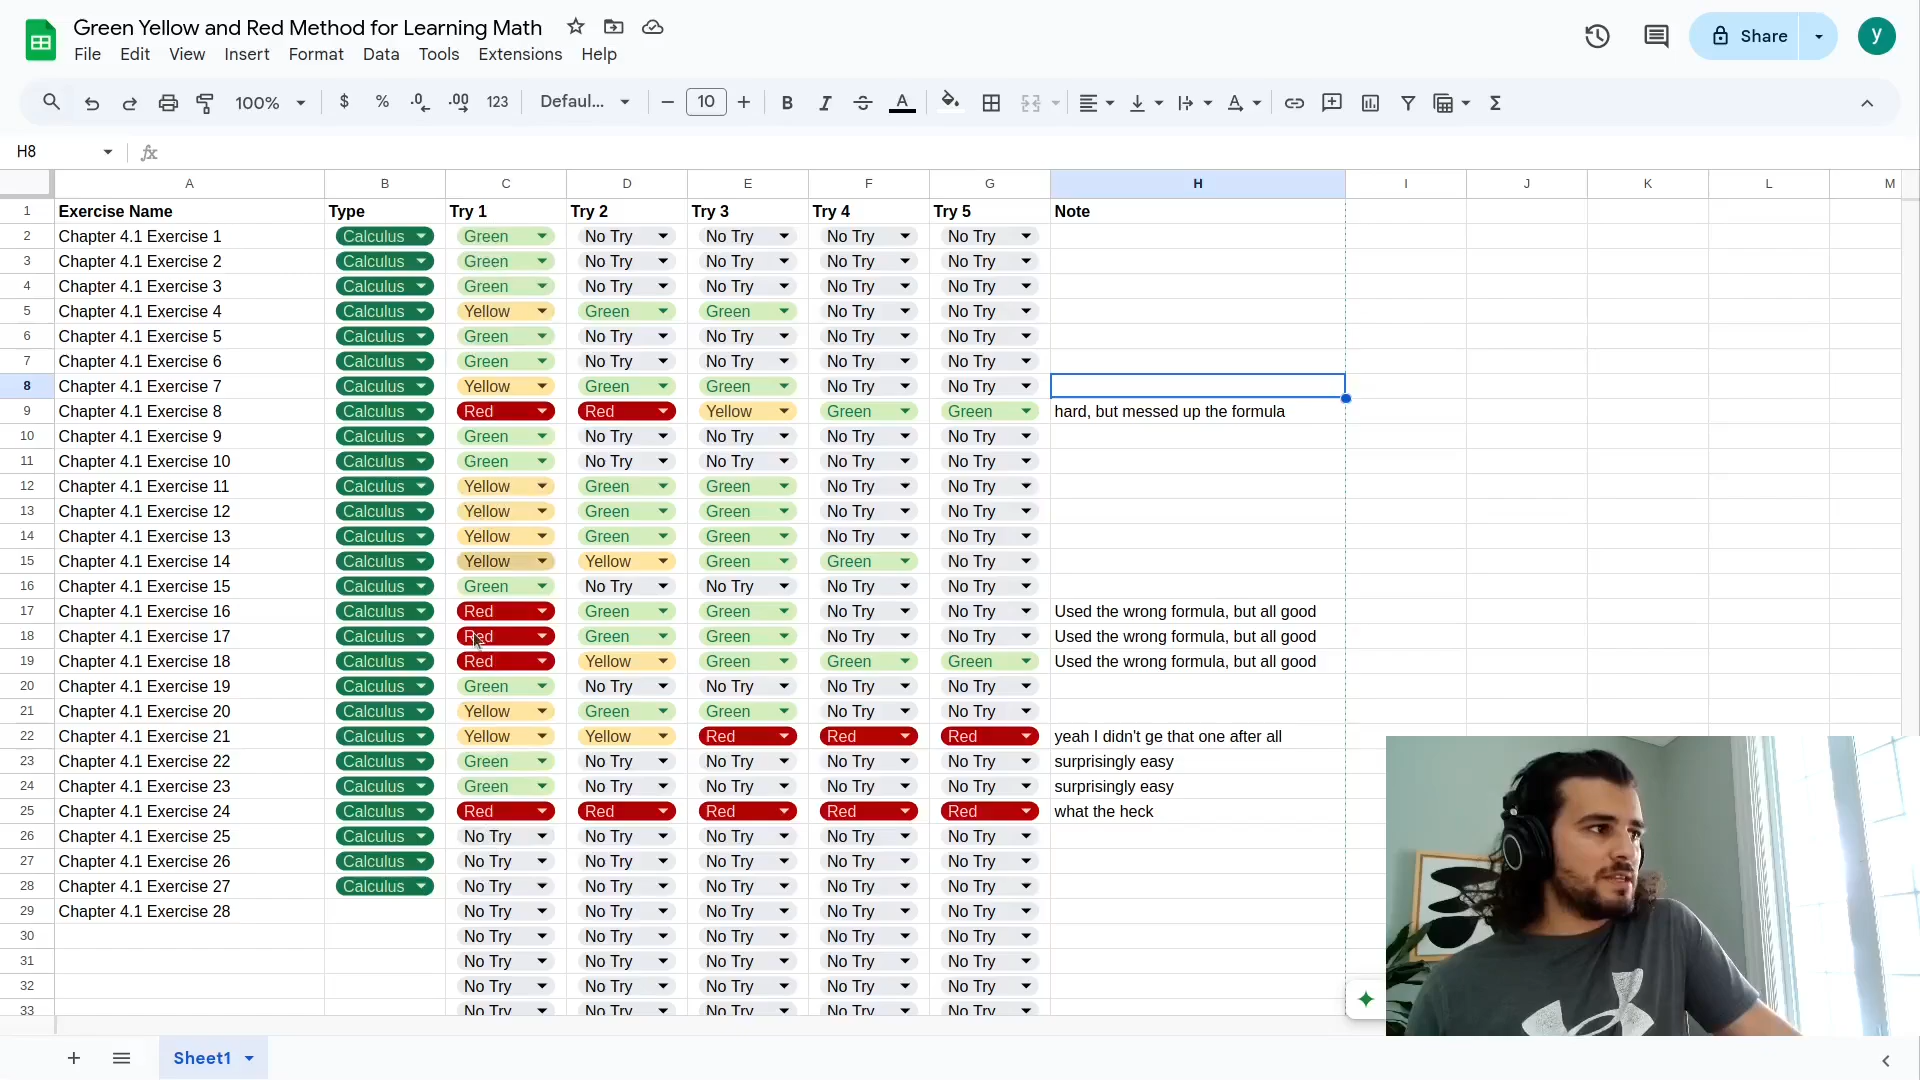 Green Yellow and Red Method for Learning Math
File Edit View Insert Format Data Tools Extensions Help
Share
y
100% $ % .0 .00 123 Defaul... 10 B I A Σ
H8 fx
A B C D E F G H I J K L M
1 Exercise Name Type Try 1 Try 2 Try 3 Try 4 Try 5 Note
2 Chapter 4.1 Exercise 1 Calculus Green No Try No Try No Try No Try
3 Chapter 4.1 Exercise 2 Calculus Green No Try No Try No Try No Try
4 Chapter 4.1 Exercise 3 Calculus Green No Try No Try No Try No Try
5 Chapter 4.1 Exercise 4 Calculus Yellow Green Green No Try No Try
6 Chapter 4.1 Exercise 5 Calculus Green No Try No Try No Try No Try
7 Chapter 4.1 Exercise 6 Calculus Green No Try No Try No Try No Try
8 Chapter 4.1 Exercise 7 Calculus Yellow Green Green No Try No Try
9 Chapter 4.1 Exercise 8 Calculus Red Red Yellow Green Green hard, but messed up the formula
10 Chapter 4.1 Exercise 9 Calculus Green No Try No Try No Try No Try
11 Chapter 4.1 Exercise 10 Calculus Green No Try No Try No Try No Try
12 Chapter 4.1 Exercise 11 Calculus Yellow Green Green No Try No Try
13 Chapter 4.1 Exercise 12 Calculus Yellow Green Green No Try No Try
14 Chapter 4.1 Exercise 13 Calculus Yellow Green Green No Try No Try
15 Chapter 4.1 Exercise 14 Calculus Yellow Yellow Green Green No Try
16 Chapter 4.1 Exercise 15 Calculus Green No Try No Try No Try No Try
17 Chapter 4.1 Exercise 16 Calculus Red Green Green No Try No Try Used the wrong formula, but all good
18 Chapter 4.1 Exercise 17 Calculus Red Green Green No Try No Try Used the wrong formula, but all good
19 Chapter 4.1 Exercise 18 Calculus Red Yellow Green Green Green Used the wrong formula, but all good
20 Chapter 4.1 Exercise 19 Calculus Green No Try No Try No Try No Try
21 Chapter 4.1 Exercise 20 Calculus Yellow Green Green No Try No Try
22 Chapter 4.1 Exercise 21 Calculus Yellow Yellow Red Red Red yeah I didn't ge that one after all
23 Chapter 4.1 Exercise 22 Calculus Green No Try No Try No Try No Try surprisingly easy
24 Chapter 4.1 Exercise 23 Calculus Green No Try No Try No Try No Try surprisingly easy
25 Chapter 4.1 Exercise 24 Calculus Red Red Red Red Red what the heck
26 Chapter 4.1 Exercise 25 Calculus No Try No Try No Try No Try No Try
27 Chapter 4.1 Exercise 26 Calculus No Try No Try No Try No Try No Try
28 Chapter 4.1 Exercise 27 Calculus No Try No Try No Try No Try No Try
29 Chapter 4.1 Exercise 28 No Try No Try No Try No Try No Try
30 No Try No Try No Try No Try No Try
31 No Try No Try No Try No Try No Try
32 No Try No Try No Try No Try No Try
33 No Try No Try No Try No Try No Try
Sheet1